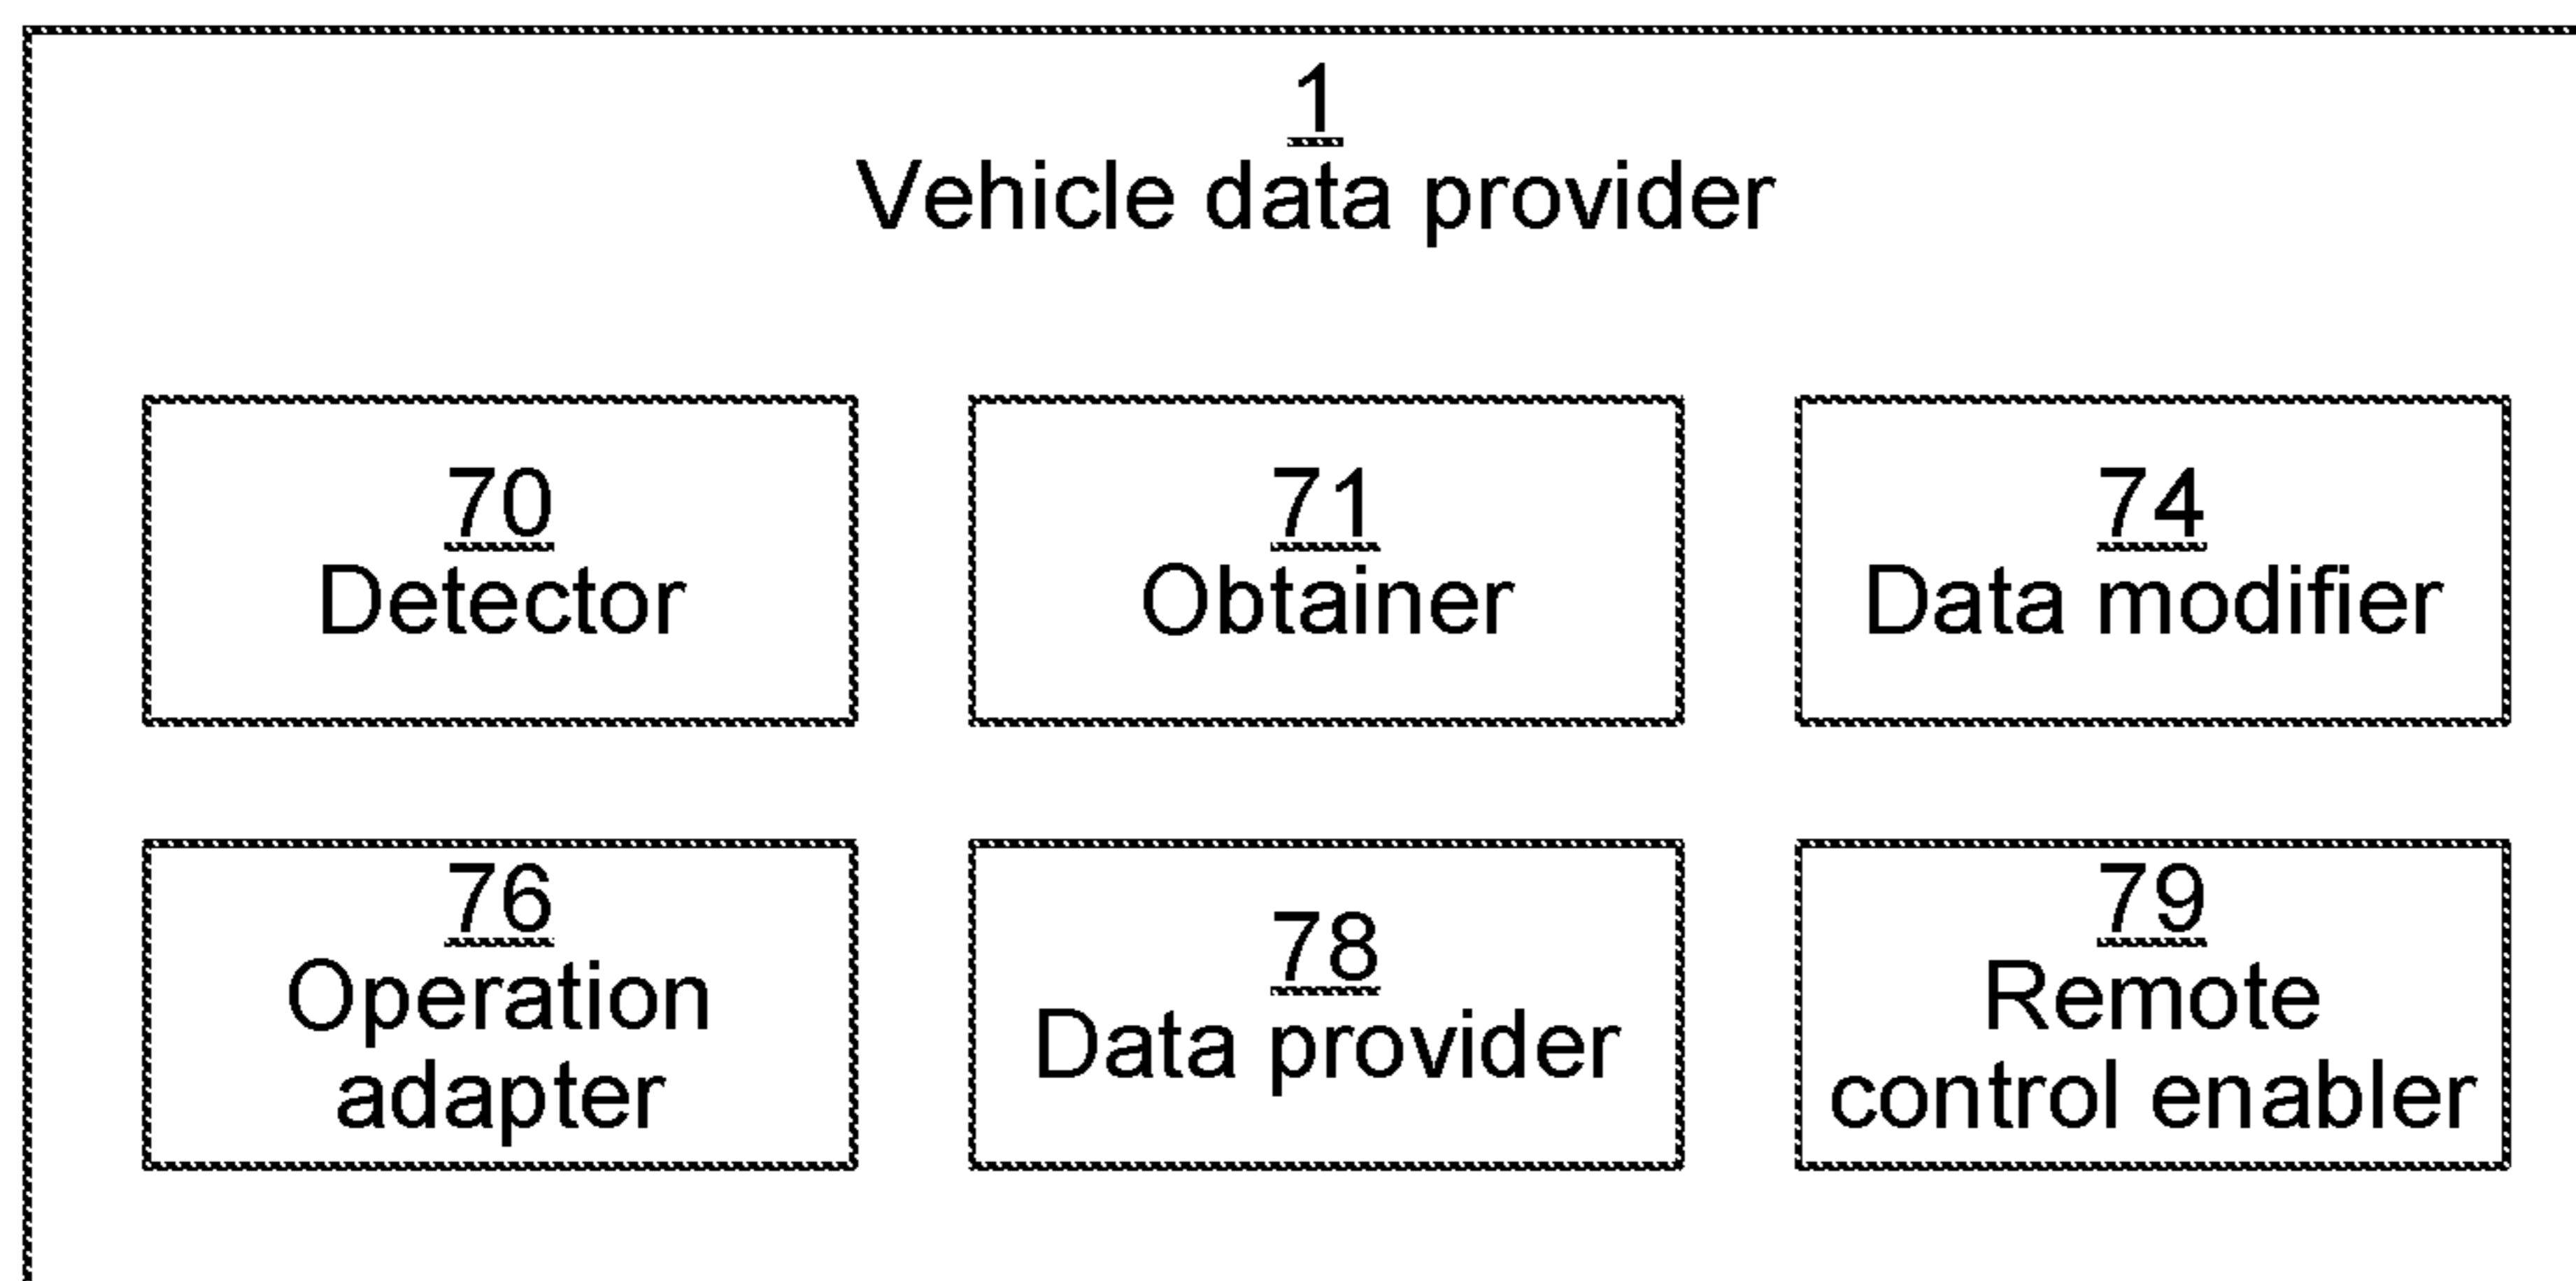 1
Vehicle data provider
70
Detector
71
Obtainer
74
Data modifier
76
Operation
adapter
78
Data provider
79
Remote
control enabler